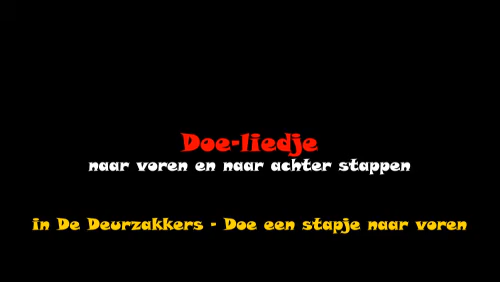 Doe-liedje
naar voren en naar achter stappen
in De Deurzakkers - Doe een stapje naar voren